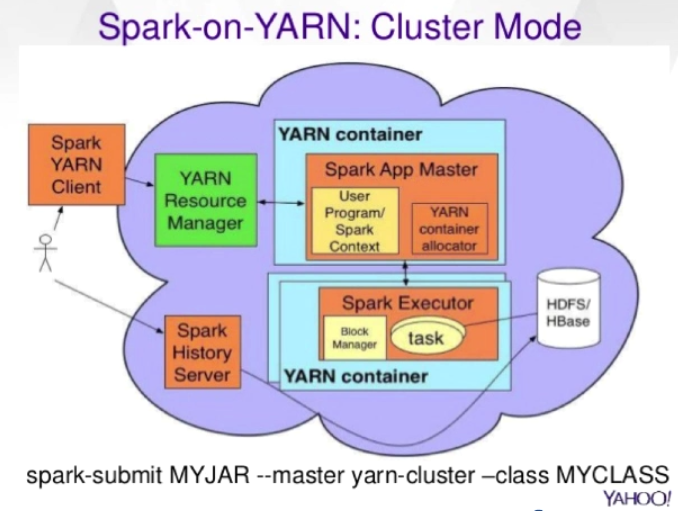 Spark-on-YARN: Cluster Mode
Spark
YARN
Client
YARN
Resource
Manager
YARN container
Spark App Master
User
Program/
Spark
Context
YARN
container
allocator
Spark Executor
Block
Manager
task
YARN container
HDFS/
HBase
Spark
History
Server
spark-submit MYJAR --master yarn-cluster –class MYCLASS
YAHOO!